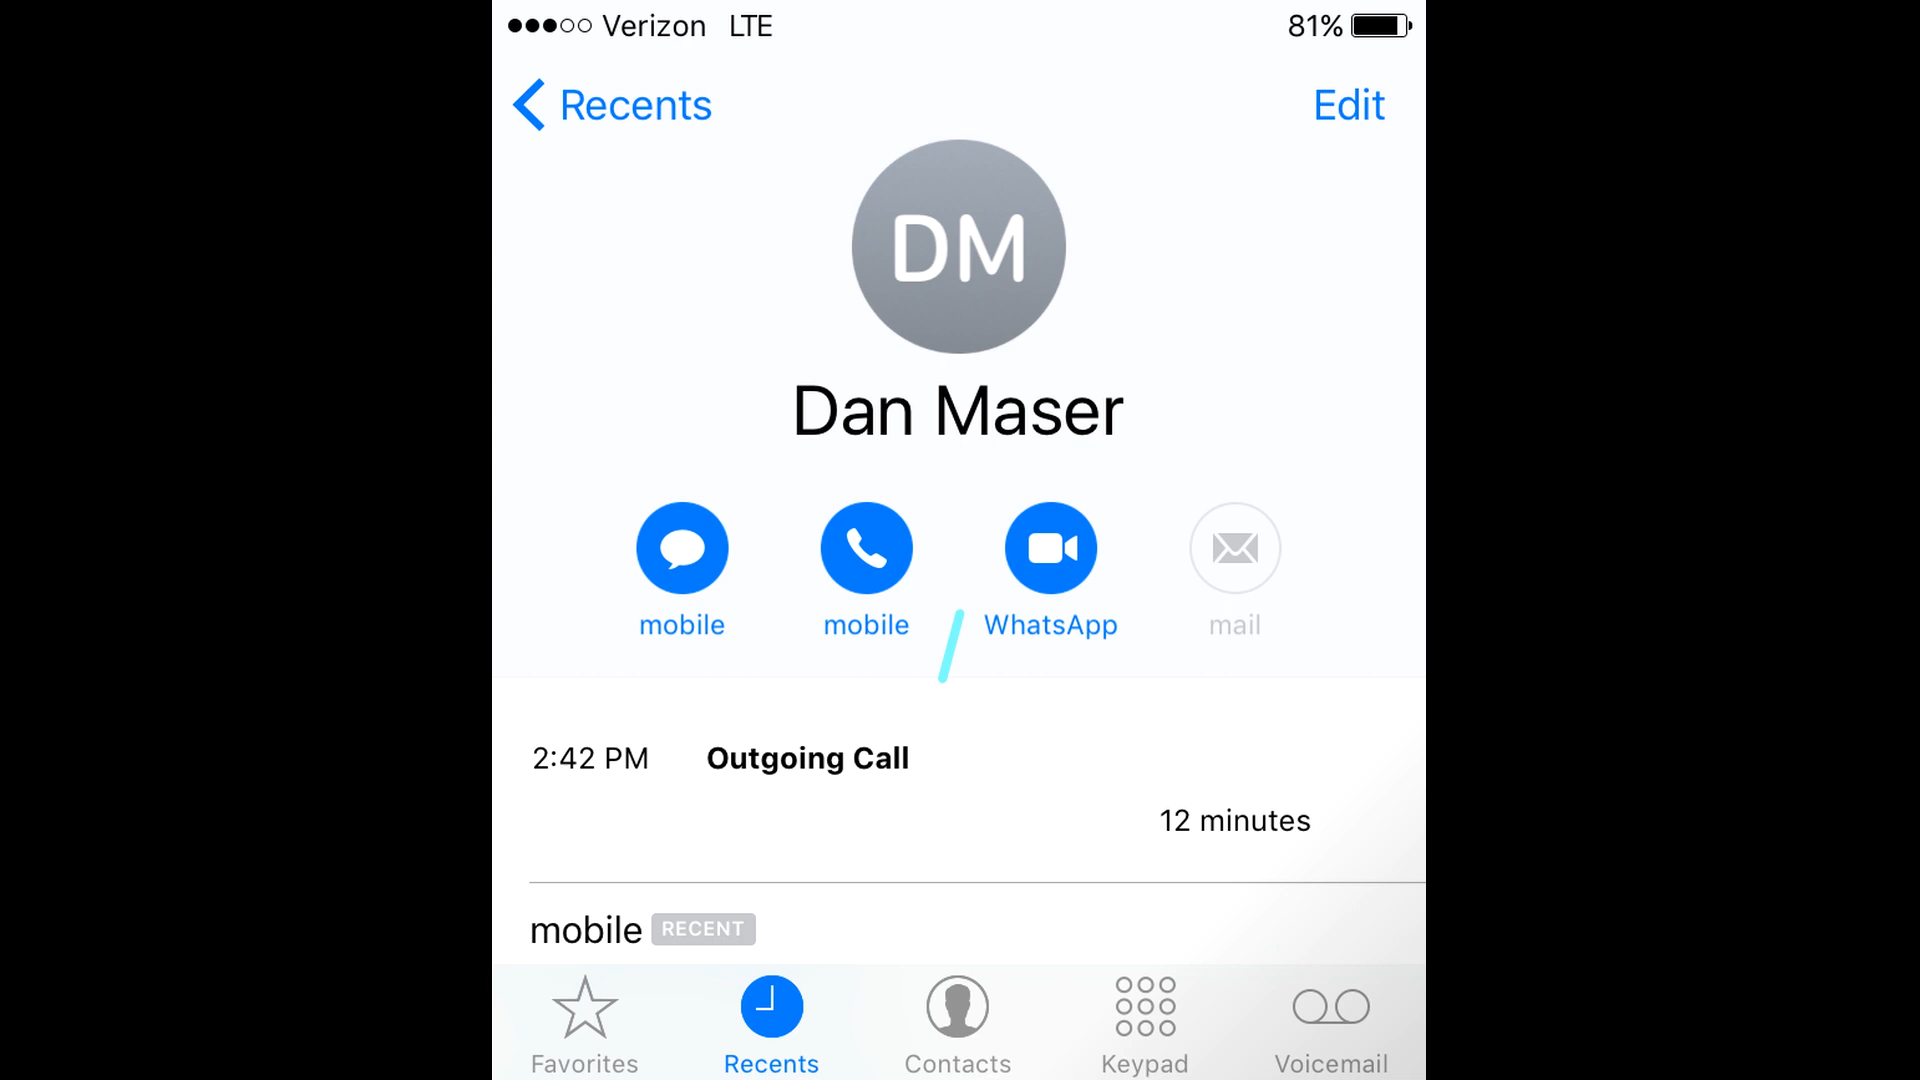 Verizon LTE 81%
Recents Edit
DM
Dan Maser
mobile mobile WhatsApp mail
2:42 PM Outgoing Call
12 minutes
mobile RECENT
Favorites Recents Contacts Keypad Voicemail